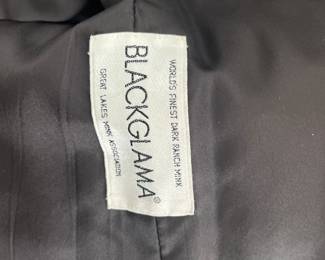 WORLD'S FINEST DARK RANCH MINK
BLACKGLAMA®
GREAT LAKES MINK ASSOCIATION